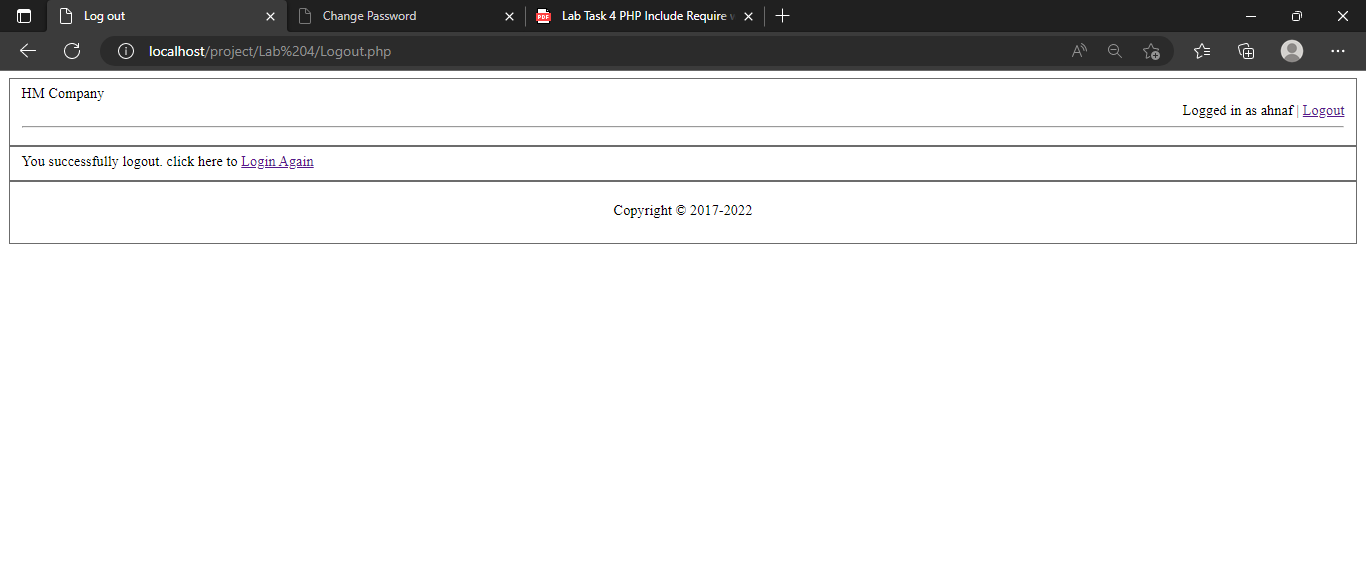 Log out
Change Password
Lab Task 4 PHP Include Require
localhost/project/Lab%204/Logout.php
HM Company
Logged in as ahnaf | Logout
You successfully logout. click here to Login Again
Copyright © 2017-2022